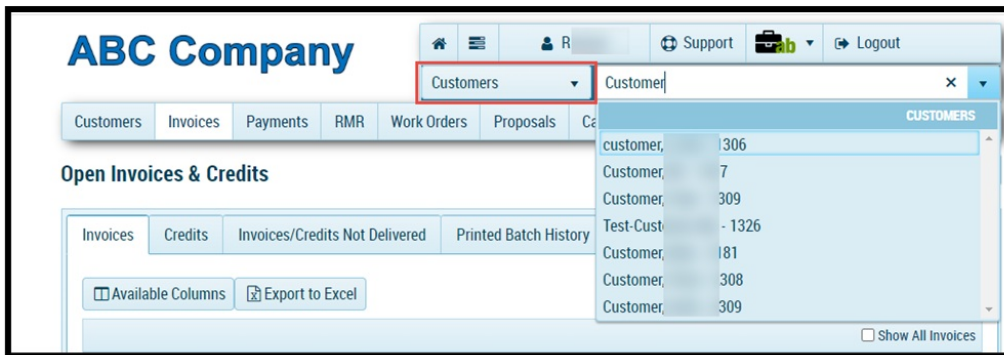 ABC Company
R
Support
ab
Logout
Customers
Customer
Customers Invoices Payments RMR Work Orders Proposals
CUSTOMERS
customer, 1306
Customer, 7
Customer, 309
Test-Cust - 1326
Customer, 181
Customer, 308
Customer, 309
Open Invoices & Credits
Invoices Credits Invoices/Credits Not Delivered Printed Batch History
Available Columns Export to Excel
Show All Invoices